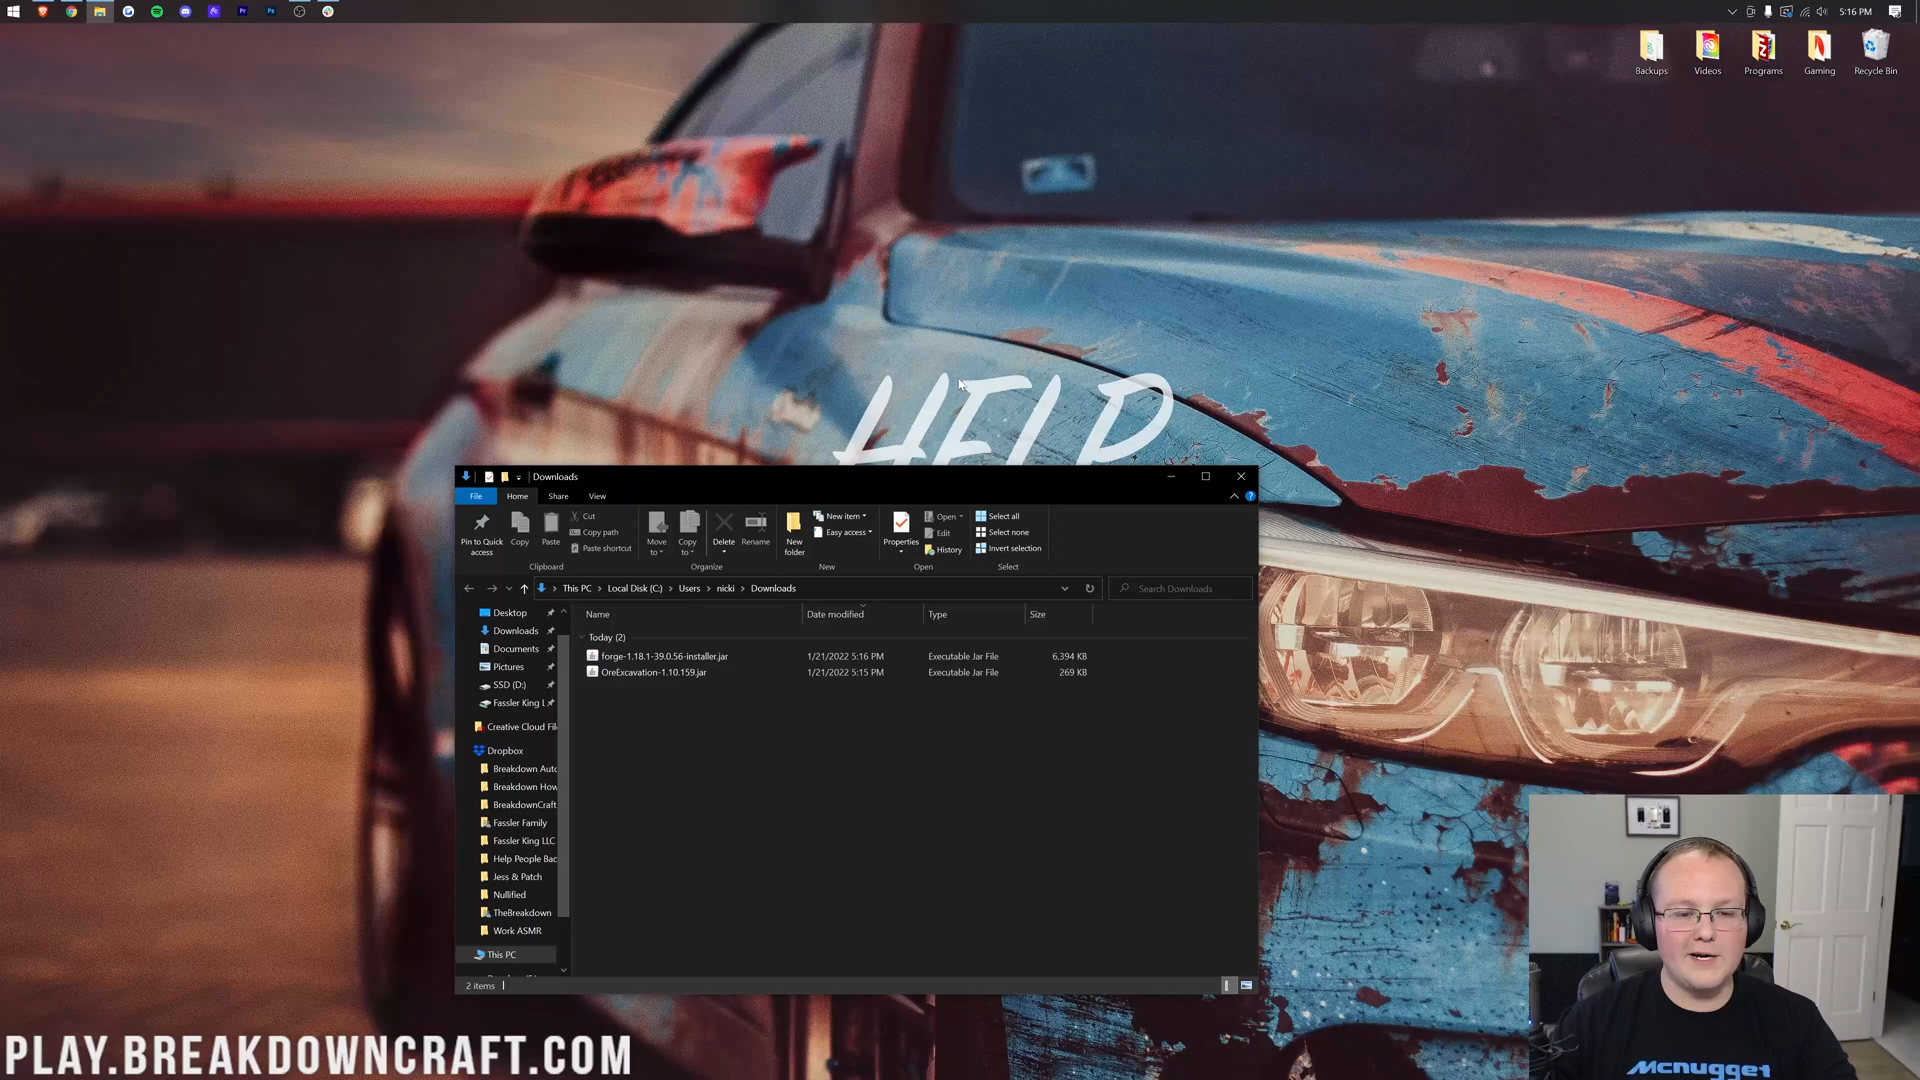 5:16 PM
Backups Videos Programs Gaming Recycle Bin
HELP
Downloads
File Home Share View
Pin to Quick access
Copy
Paste
Cut
Copy path
Paste shortcut
Clipboard
Move to
Copy to
Delete
Rename
Organize
New folder
New item
Easy access
New
Properties
Open
Edit
History
Open
Select all
Select none
Invert selection
Select
This PC Local Disk (C:) Users nicki Downloads
Search Downloads
Desktop
Downloads
Documents
Pictures
SSD (D:)
Fassler King L
Creative Cloud Fil
Dropbox
Breakdown Auto
Breakdown How
BreakdownCraft
Fassler Family
Fassler King LLC
Help People Bac
Jess & Patch
Nullified
TheBreakdown
Work ASMR
This PC
Name Date modified Type Size
Today (2)
forge-1.18.1-39.0.56-installer.jar 1/21/2022 5:16 PM Executable Jar File 6,394 KB
OreExcavation-1.10.159.jar 1/21/2022 5:15 PM Executable Jar File 269 KB
2 items
PLAY.BREAKDOWNCRAFT.COM
Mcnugget